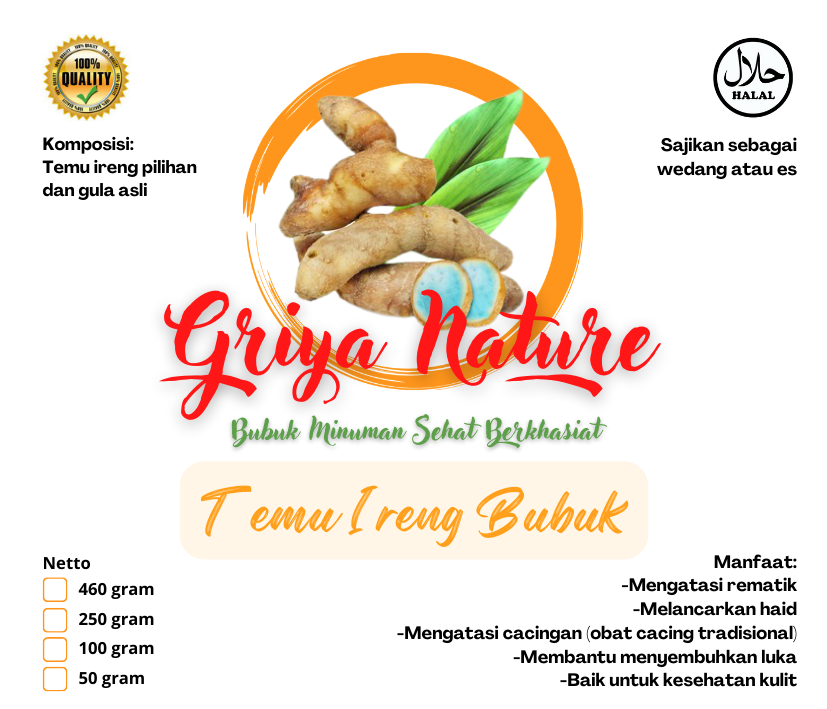 100%
QUALITY
حلال
HALAL
Komposisi:
Temu ireng pilihan
dan gula asli
Sajikan sebagai
wedang atau es
Griya Nature
Bubuk Minuman Sehat Berkhasiat
Temu Ireng Bubuk
Netto
460 gram
250 gram
100 gram
50 gram
Manfaat:
-Mengatasi rematik
-Melancarkan haid
-Mengatasi cacingan (obat cacing tradisional)
-Membantu menyembuhkan luka
-Baik untuk kesehatan kulit